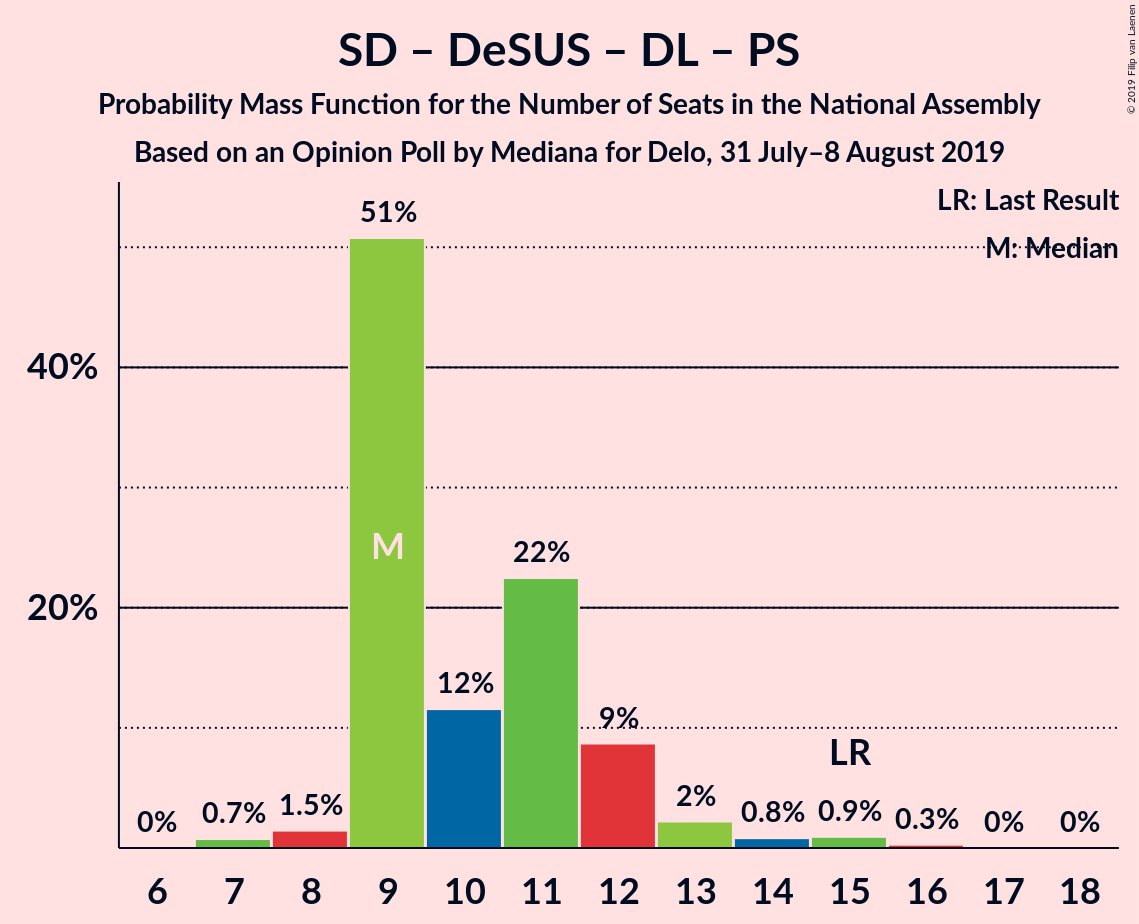 SD – DeSUS – DL – PS
Probability Mass Function for the Number of Seats in the National Assembly
Based on an Opinion Poll by Mediana for Delo, 31 July–8 August 2019
© 2019 Filip van Laenen
LR: Last Result
M: Median
51%
40%
M
22%
20%
12%
9%
LR
2%
0% 0.7% 1.5% 0.8% 0.9% 0.3% 0% 0%
6 7 8 9 10 11 12 13 14 15 16 17 18